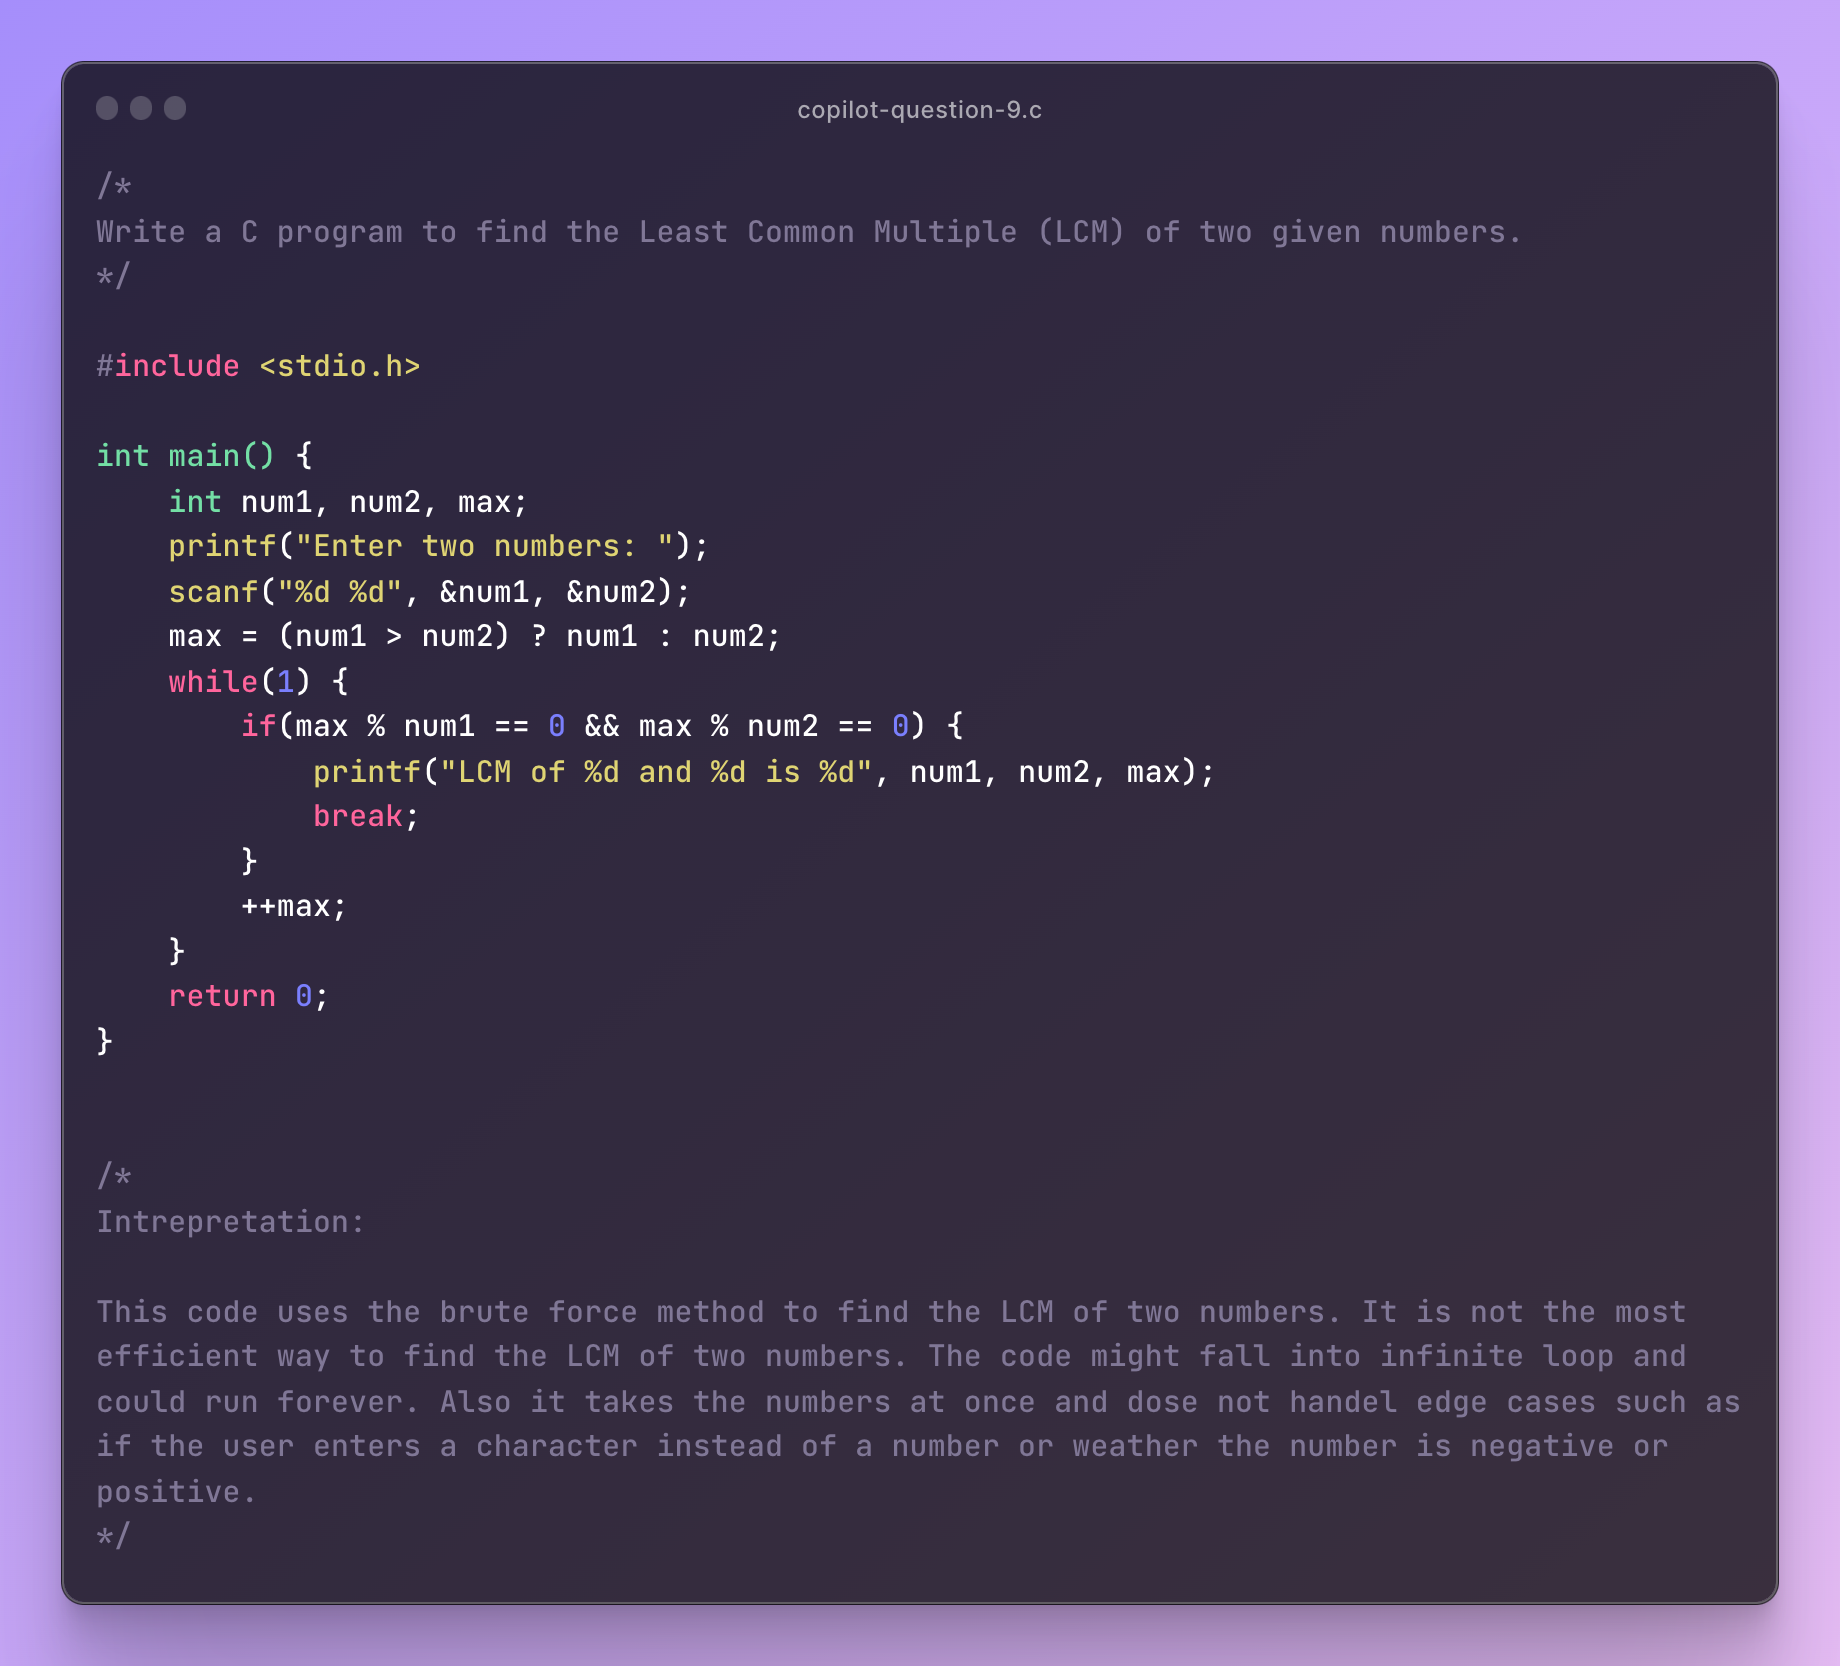 copilot-question-9.c
/*
Write a C program to find the Least Common Multiple (LCM) of two given numbers.
*/
#include <stdio.h>
int main() {
    int num1, num2, max;
    printf("Enter two numbers: ");
    scanf("%d %d", &num1, &num2);
    max = (num1 > num2) ? num1 : num2;
    while(1) {
        if(max % num1 == 0 && max % num2 == 0) {
            printf("LCM of %d and %d is %d", num1, num2, max);
            break;
        }
        ++max;
    }
    return 0;
}
/*
Intrepretation:
This code uses the brute force method to find the LCM of two numbers. It is not the most
efficient way to find the LCM of two numbers. The code might fall into infinite loop and
could run forever. Also it takes the numbers at once and dose not handel edge cases such as
if the user enters a character instead of a number or weather the number is negative or
positive.
*/